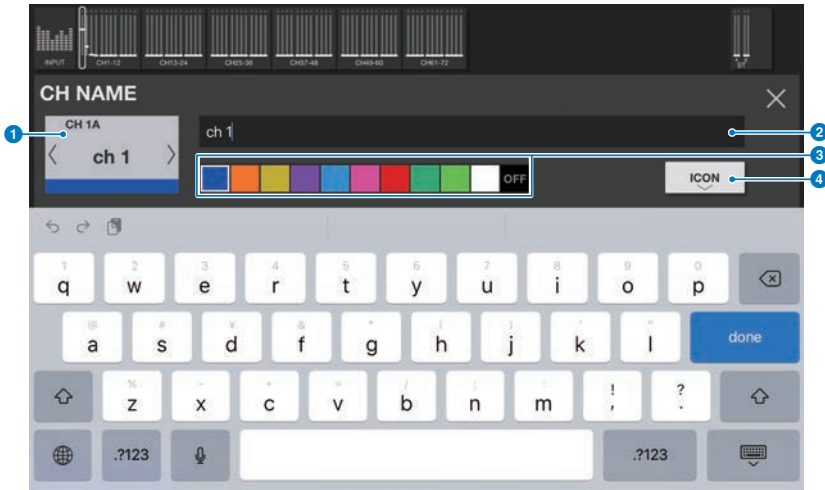 INPUT CH1-12 CH13-24 CH25-36 CH37-48 CH49-60 CH61-72 ST
CH NAME
1 CH 1A ch 1 2
ch 1
3
OFF
ICON 4
1 2 3 4 5 6 7 8 9 0
q w e r t y u i o p
@ # ¥ & * ( ) ' "
a s d f g h j k l done
% - + = / ; : ! ?
z x c v b n m , .
.?123 .?123